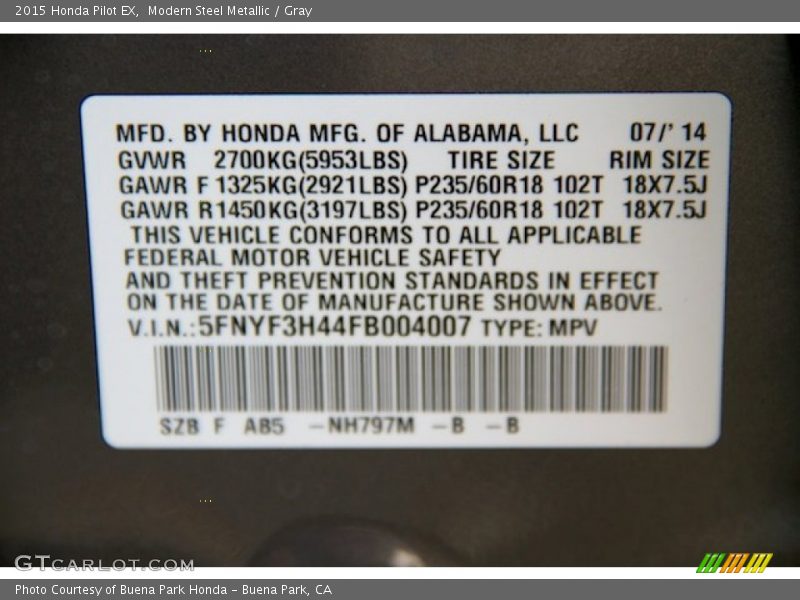 2015 Honda Pilot EX,  Modern Steel Metallic / Gray
MFD. BY HONDA MFG. OF ALABAMA, LLC 07/' 14
GVWR 2700KG(5953LBS) TIRE SIZE RIM SIZE
GAWR F 1325KG(2921LBS) P235/60R18 102T 18X7.5J
GAWR R 1450KG(3197LBS) P235/60R18 102T 18X7.5J
THIS VEHICLE CONFORMS TO ALL APPLICABLE
FEDERAL MOTOR VEHICLE SAFETY
AND THEFT PREVENTION STANDARDS IN EFFECT
ON THE DATE OF MANUFACTURE SHOWN ABOVE.
V.I.N.: 5FNYF3H44FB004007 TYPE: MPV
SZB F AB5 -NH797M -B -B
GTCARLOT.COM
Photo Courtesy of Buena Park Honda - Buena Park, CA